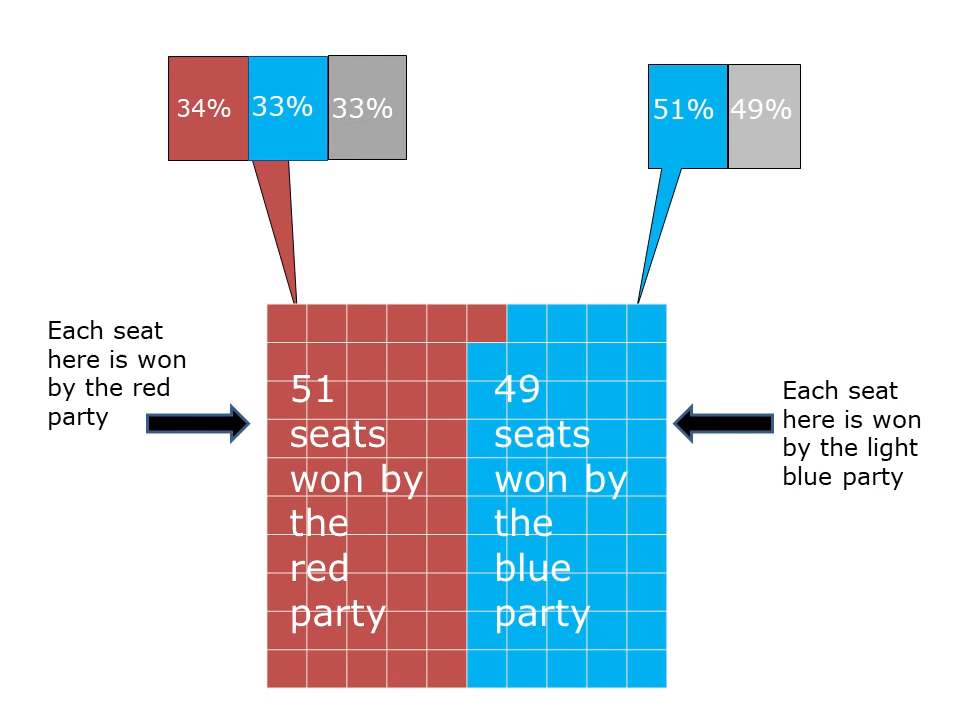 34% 33% 33%
51% 49%
Each seat
here is won
by the red
party
51
seats
won by
the
red
party
49
seats
won by
the
blue
party
Each seat
here is won
by the light
blue party